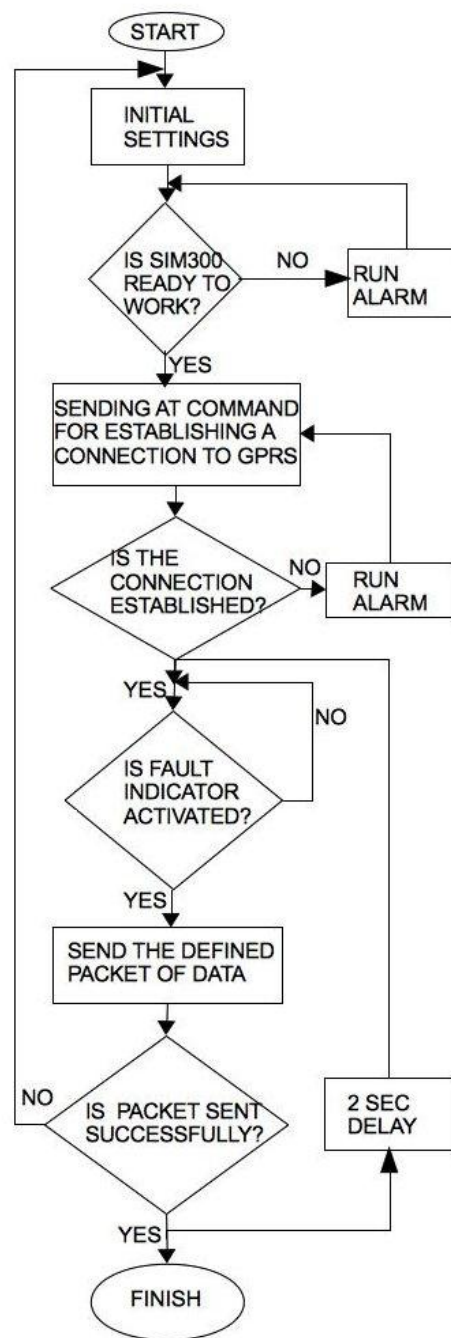 START
INITIAL
SETTINGS
IS SIM300
READY TO
WORK?
NO
RUN
ALARM
YES
SENDING AT COMMAND
FOR ESTABLISHING A
CONNECTION TO GPRS
IS THE
CONNECTION
ESTABLISHED?
NO
RUN
ALARM
YES
NO
IS FAULT
INDICATOR
ACTIVATED?
YES
SEND THE DEFINED
PACKET OF DATA
NO
IS PACKET SENT
SUCCESSFULLY?
2 SEC
DELAY
YES
FINISH